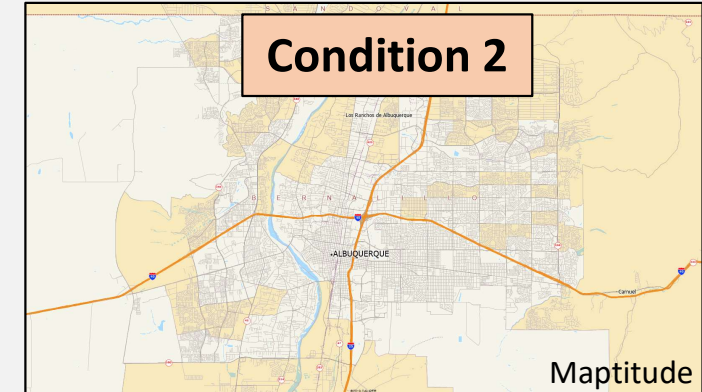 S A N D O V A L
Condition 2
Los Ranchos de Albuquerque
B E R N A L I L L O
ALBUQUERQUE
Carnuel
Maptitude